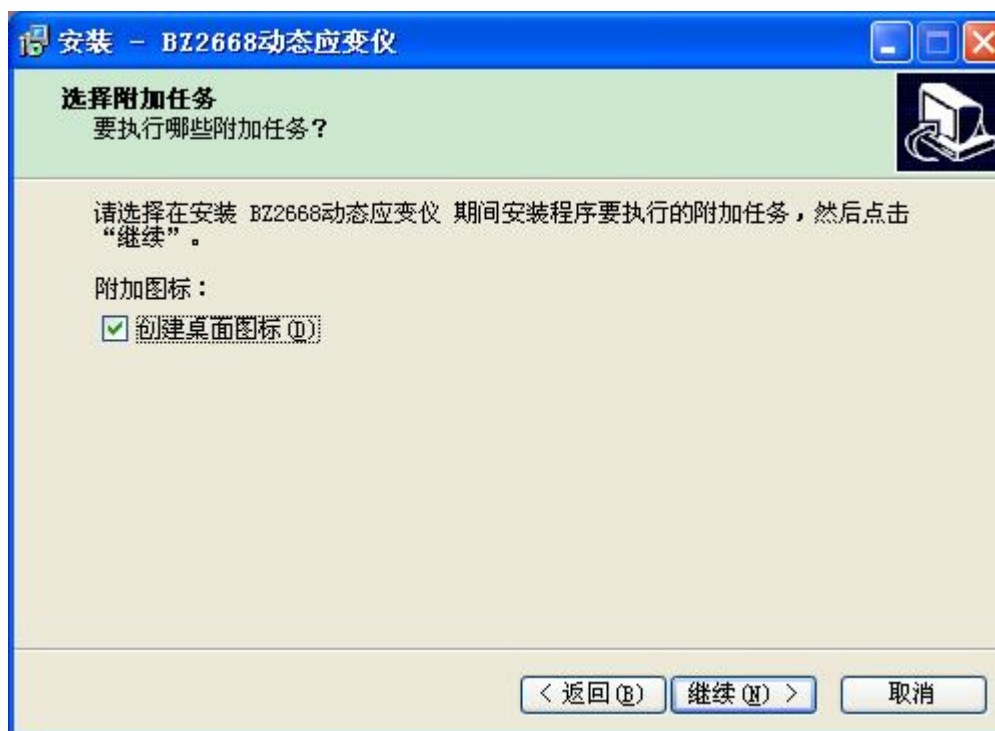 安装 - BZ2668动态应变仪
选择附加任务
要执行哪些附加任务？
请选择在安装 BZ2668动态应变仪 期间安装程序要执行的附加任务，然后点击
“继续”。
附加图标：
创建桌面图标(D)
< 返回(B) 继续(N) > 取消